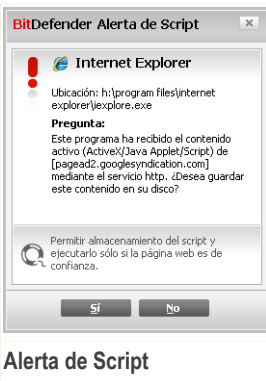 BitDefender Alerta de Script
Internet Explorer
Ubicación: h:\program files\internet
explorer\iexplore.exe
Pregunta:
Este programa ha recibido el contenido
activo (ActiveX/Java Applet/Script) de
[pagead2.googlesyndication.com]
mediante el servicio http. ¿Desea guardar
este contenido en su disco?
Permitir almacenamiento del script y
ejecutarlo sólo si la página web es de
confianza.
Sí No
Alerta de Script